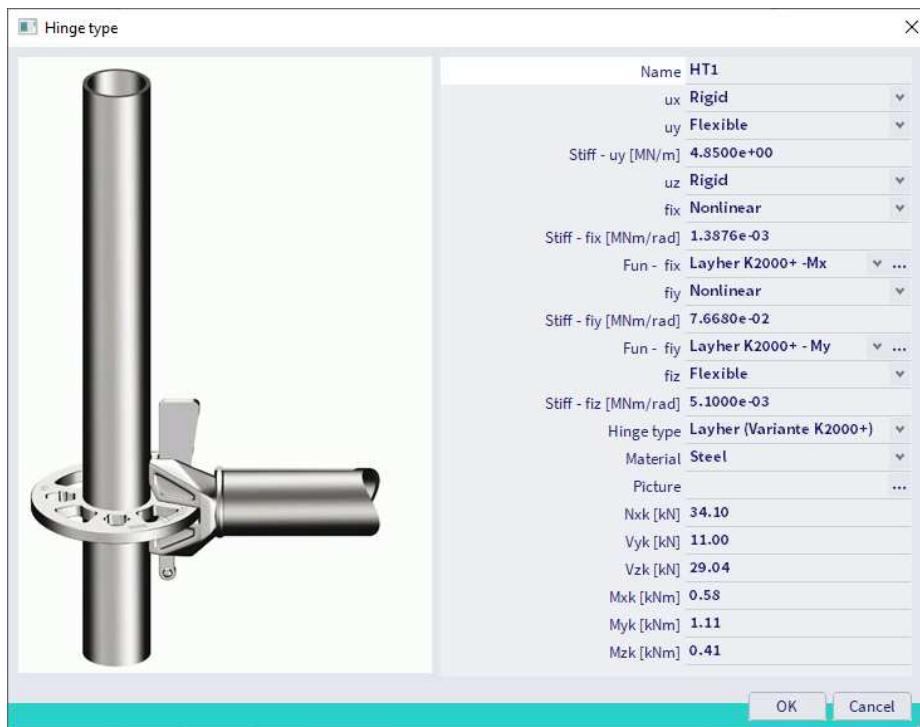 Hinge type
Name HT1
ux Rigid
uy Flexible
Stiff - uy [MN/m] 4.8500e+00
uz Rigid
fix Nonlinear
Stiff - fix [MNm/rad] 1.3876e-03
Fun - fix Layher K2000+ -Mx ...
fiy Nonlinear
Stiff - fiy [MNm/rad] 7.6680e-02
Fun - fiy Layher K2000+ - My ...
fiz Flexible
Stiff - fiz [MNm/rad] 5.1000e-03
Hinge type Layher (Variante K2000+)
Material Steel
Picture ...
Nxk [kN] 34.10
Vyk [kN] 11.00
Vzk [kN] 29.04
Mxk [kNm] 0.58
Myk [kNm] 1.11
Mzk [kNm] 0.41
OK Cancel